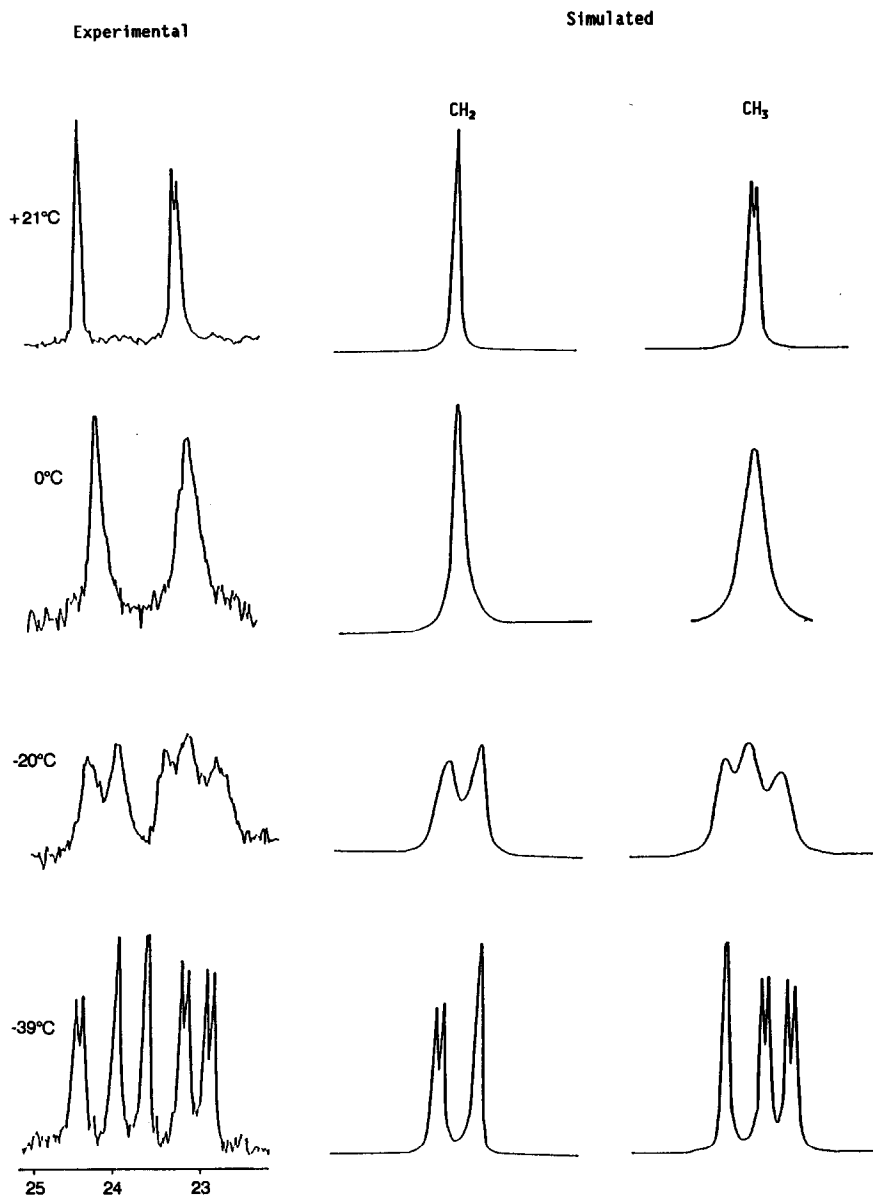 Experimental
Simulated
CH₂
CH₃
+21°C
0°C
-20°C
-39°C
25 24 23